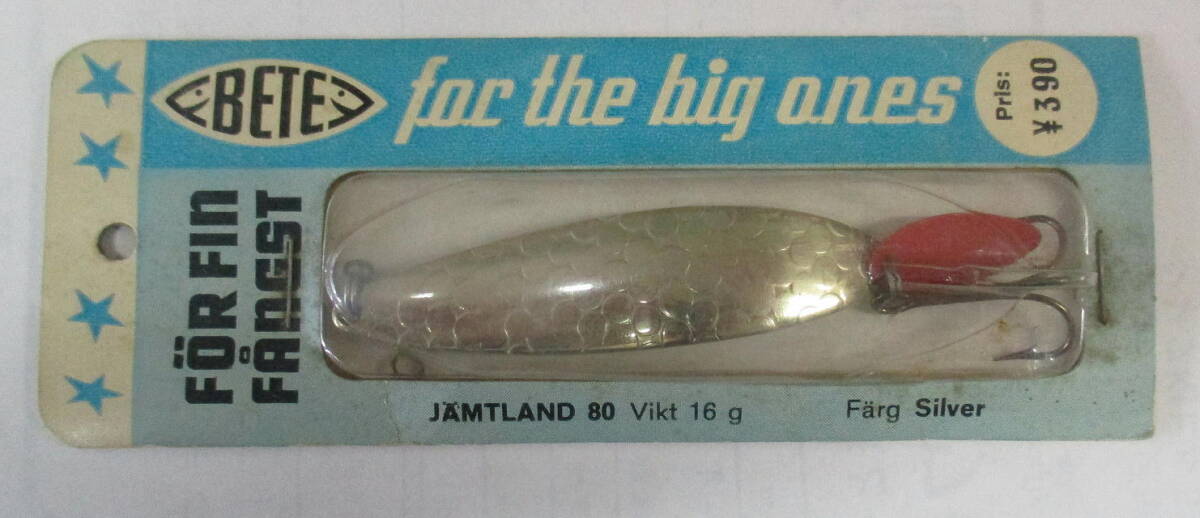 BETE
for the big ones
Pris:
¥390
FÖR FIN
FÅNGST
JÄMTLAND 80 Vikt 16 g
Färg Silver